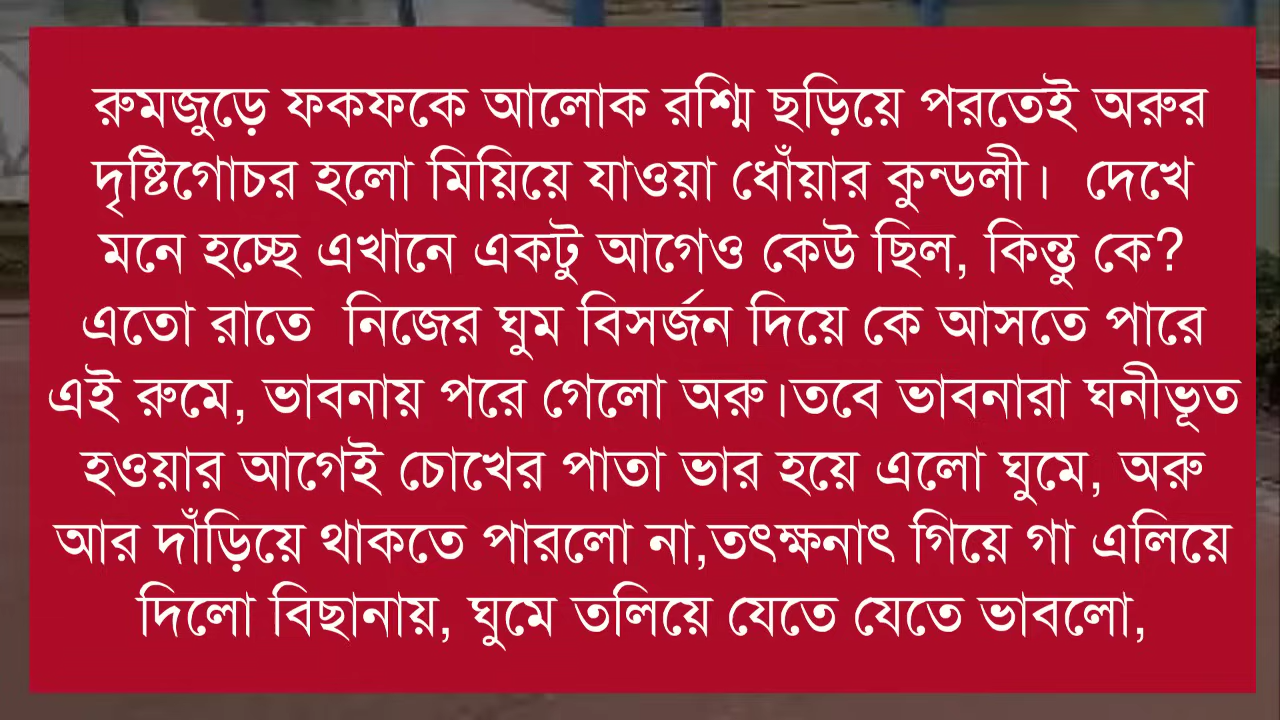 রুমজুড়ে ফকফকে আলোক রশ্মি ছড়িয়ে পরতেই অরুর
দৃষ্টিগোচর হলো মিয়িয়ে যাওয়া ধোঁয়ার কুন্ডলী। দেখে
মনে হচ্ছে এখানে একটু আগেও কেউ ছিল, কিন্তু কে?
এতো রাতে নিজের ঘুম বিসর্জন দিয়ে কে আসতে পারে
এই রুমে, ভাবনায় পরে গেলো অরু।তবে ভাবনারা ঘনীভূত
হওয়ার আগেই চোখের পাতা ভার হয়ে এলো ঘুমে, অরু
আর দাঁড়িয়ে থাকতে পারলো না,তৎক্ষনাৎ গিয়ে গা এলিয়ে
দিলো বিছানায়, ঘুমে তলিয়ে যেতে যেতে ভাবলো,